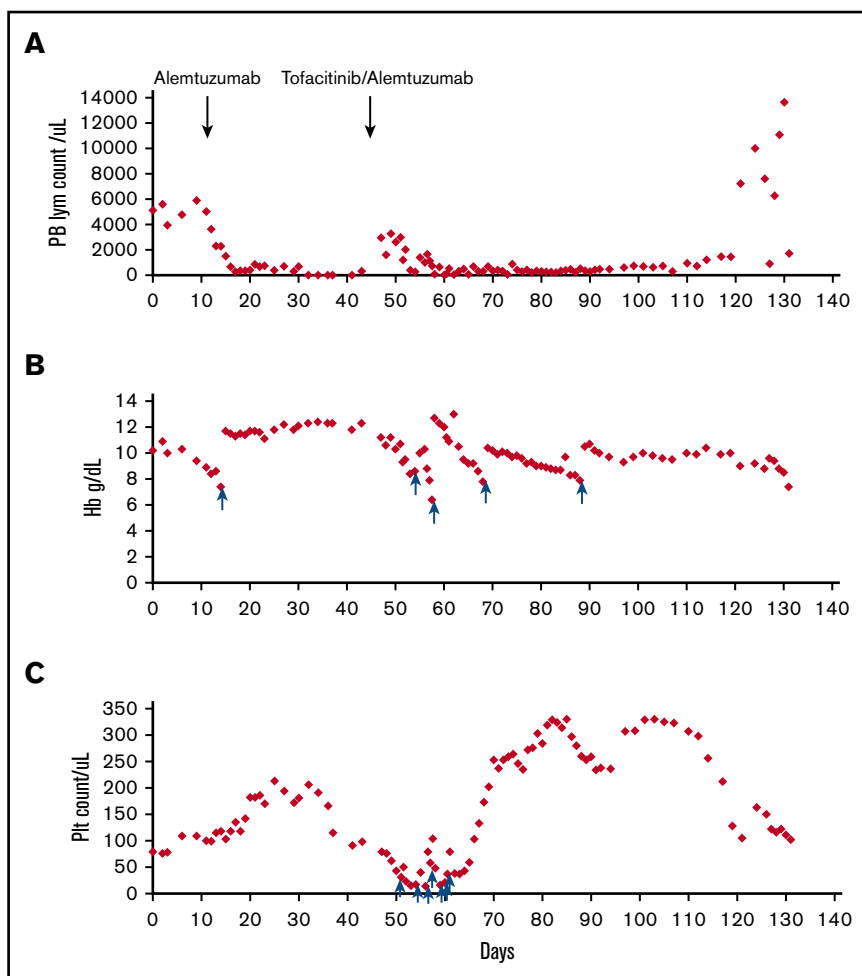 A
Alemtuzumab
Tofacitinib/Alemtuzumab
PB lym count /uL
14000
12000
10000
8000
6000
4000
2000
0
0 10 20 30 40 50 60 70 80 90 100 110 120 130 140
B
Hb g/dL
14
12
10
8
6
4
2
0
0 10 20 30 40 50 60 70 80 90 100 110 120 130 140
C
Plt count/uL
350
300
250
200
150
100
50
0
0 10 20 30 40 50 60 70 80 90 100 110 120 130 140
Days